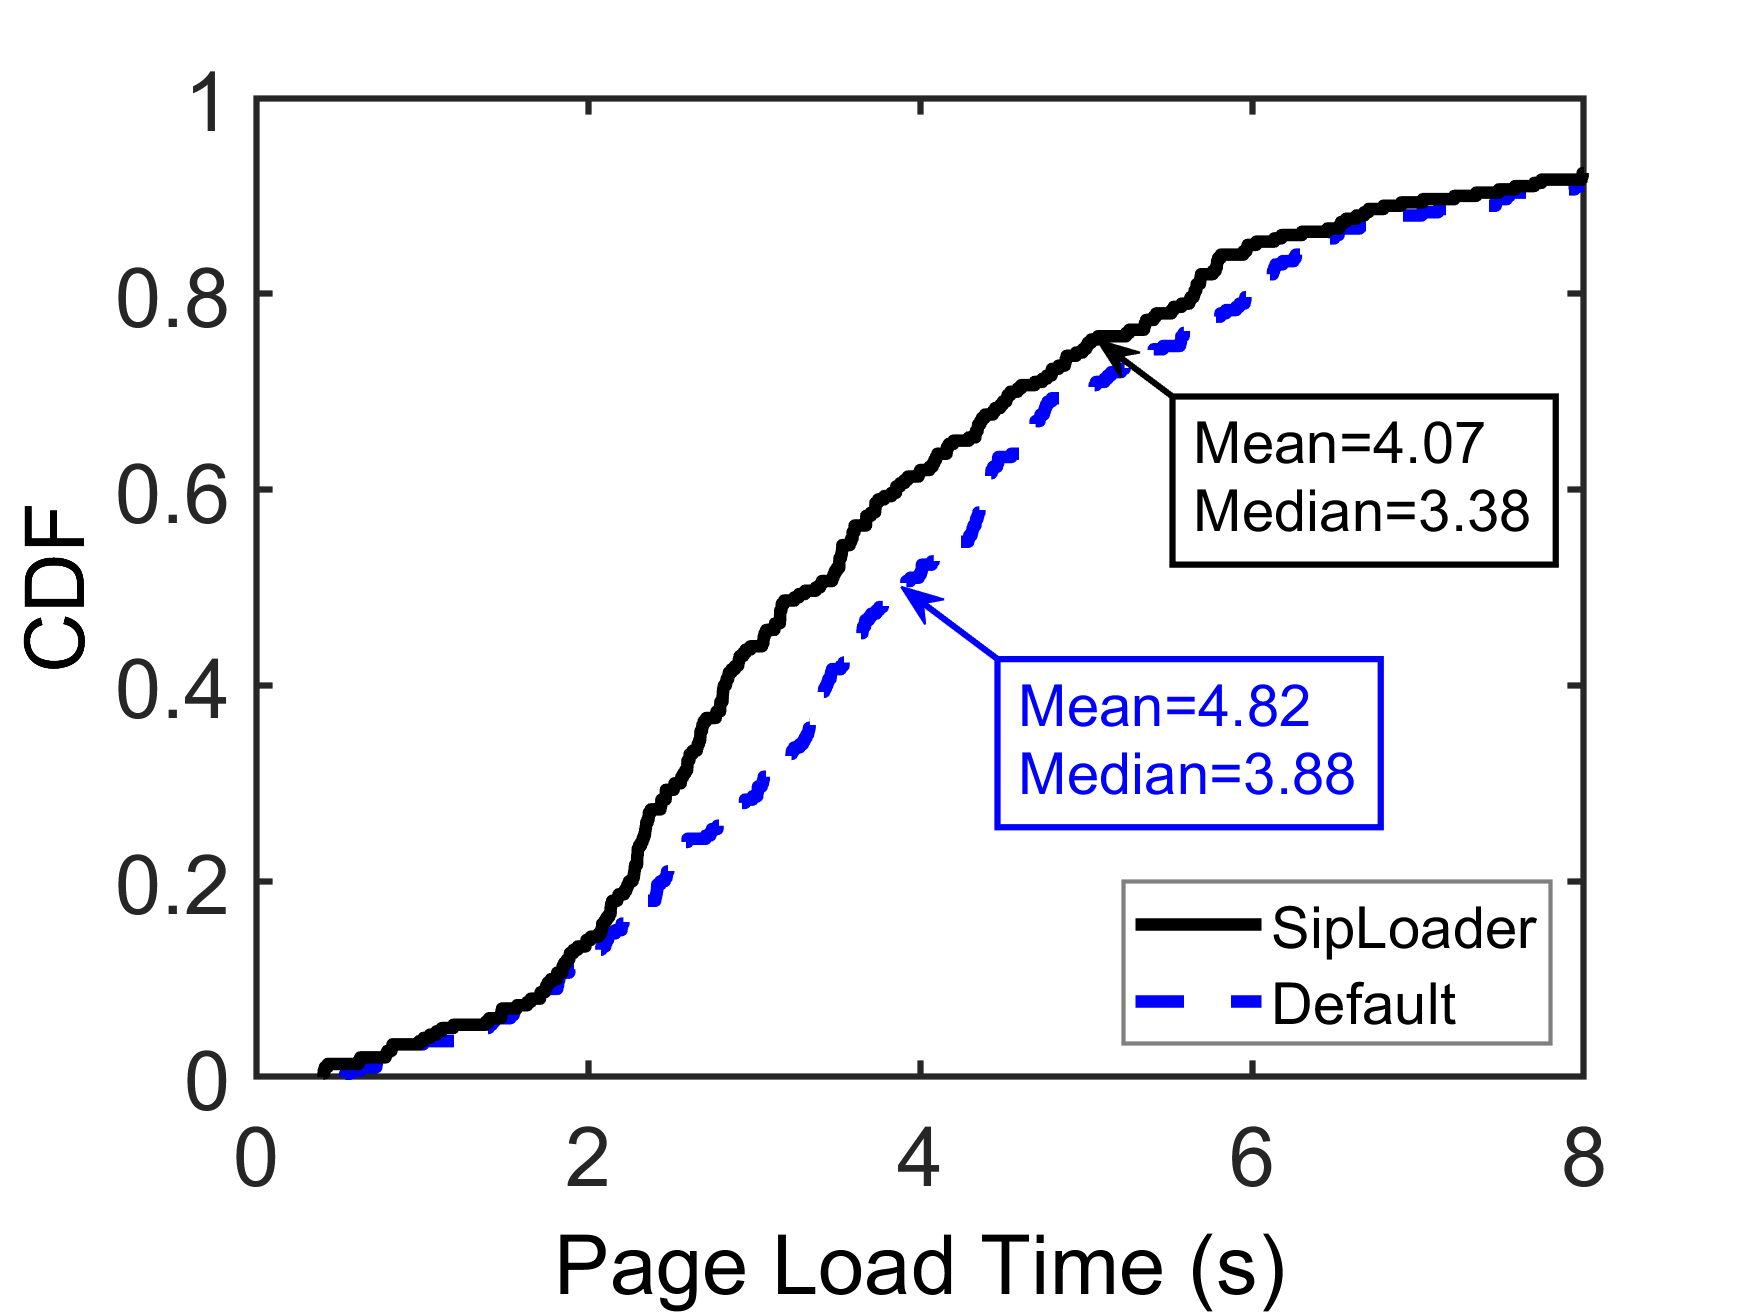 1
0.8
0.6
0.4
0.2
0
CDF
Mean=4.07
Median=3.38
Mean=4.82
Median=3.88
SipLoader
Default
0 2 4 6 8
Page Load Time (s)